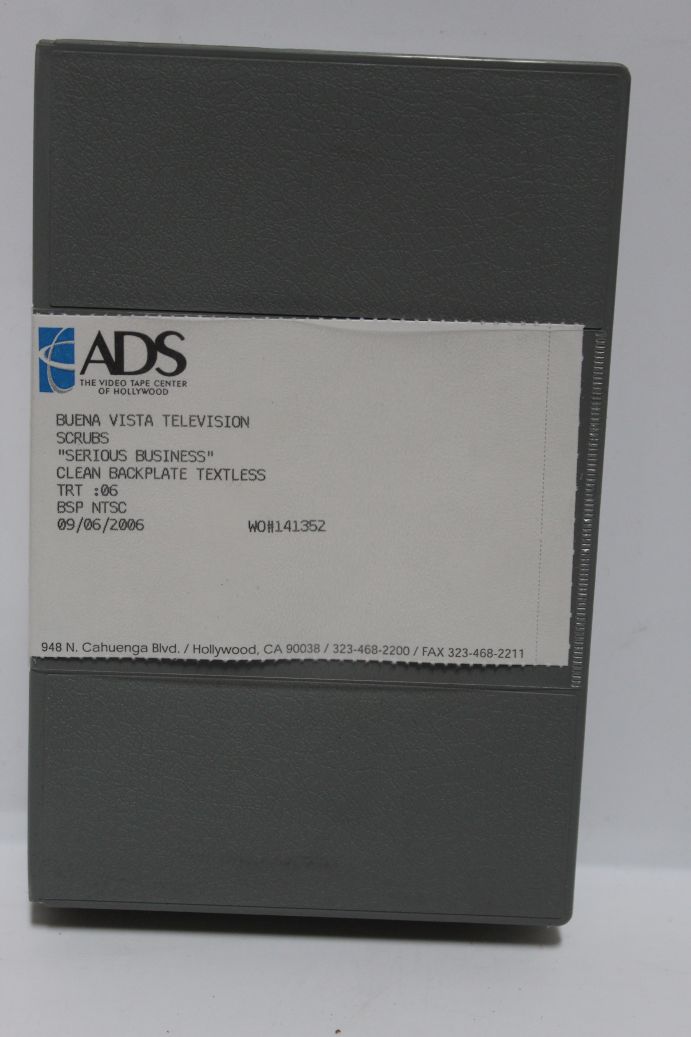 ADS
THE VIDEO TAPE CENTER
OF HOLLYWOOD
BUENA VISTA TELEVISION
SCRUBS
"SERIOUS BUSINESS"
CLEAN BACKPLATE TEXTLESS
TRT :06
BSP NTSC
09/06/2006 WO#141352
948 N. Cahuenga Blvd. / Hollywood, CA 90038 / 323-468-2200 / FAX 323-468-2211